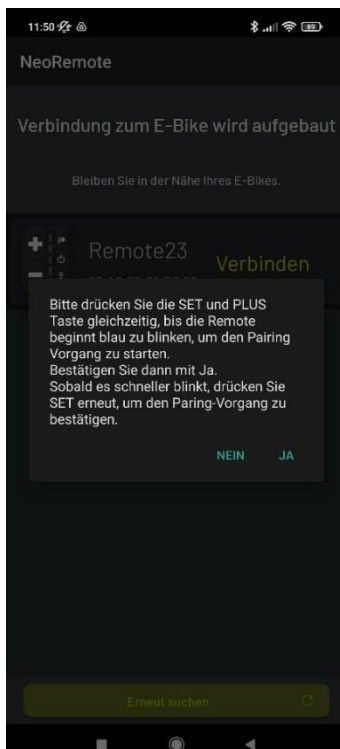 11:50
89
NeoRemote
Verbindung zum E-Bike wird aufgebaut
Bleiben Sie in der Nähe Ihres E-Bikes.
Remote23
Verbinden
Bitte drücken Sie die SET und PLUS
Taste gleichzeitig, bis die Remote
beginnt blau zu blinken, um den Pairing
Vorgang zu starten.
Bestätigen Sie dann mit Ja.
Sobald es schneller blinkt, drücken Sie
SET erneut, um den Paring-Vorgang zu
bestätigen.
NEIN JA
Erneut suchen